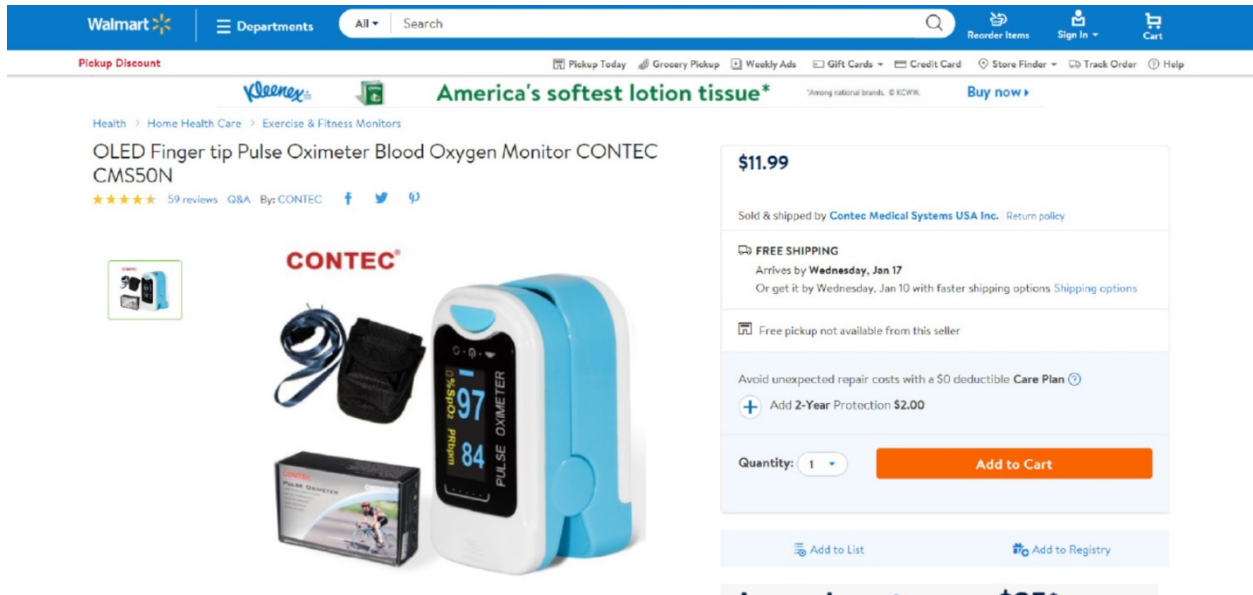 Walmart
Departments
All
Search
Reorder Items
Sign In
Cart
Pickup Discount
Pickup Today
Grocery Pickup
Weekly Ads
Gift Cards
Credit Card
Store Finder
Track Order
Help
Kleenex
America's softest lotion tissue*
*Among national brands. © KCWW.
Buy now
Health > Home Health Care > Exercise & Fitness Monitors
OLED Finger tip Pulse Oximeter Blood Oxygen Monitor CONTEC
CMS50N
59 reviews Q&A By: CONTEC
CONTEC®
%SpO2 97
PRbpm 84
PULSE OXIMETER
CONTEC
PULSE OXIMETER
$11.99
Sold & shipped by Contec Medical Systems USA Inc. Return policy
FREE SHIPPING
Arrives by Wednesday, Jan 17
Or get it by Wednesday, Jan 10 with faster shipping options Shipping options
Free pickup not available from this seller
Avoid unexpected repair costs with a $0 deductible Care Plan
Add 2-Year Protection $2.00
Quantity: 1
Add to Cart
Add to List
Add to Registry